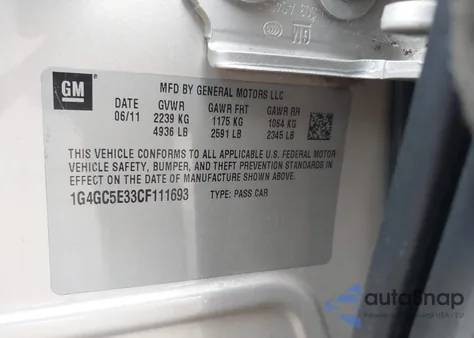 GM
MFD BY GENERAL MOTORS LLC
DATE GVWR GAWR FRT GAWR RR
06/11 2239 KG 1175 KG 1064 KG
4936 LB 2591 LB 2345 LB
THIS VEHICLE CONFORMS TO ALL APPLICABLE U.S. FEDERAL MOTOR
VEHICLE SAFETY, BUMPER, AND THEFT PREVENTION STANDARDS IN
EFFECT ON THE DATE OF MANUFACTURE SHOWN ABOVE.
1G4GC5E33CF111693 TYPE: PASS CAR
autoSnap